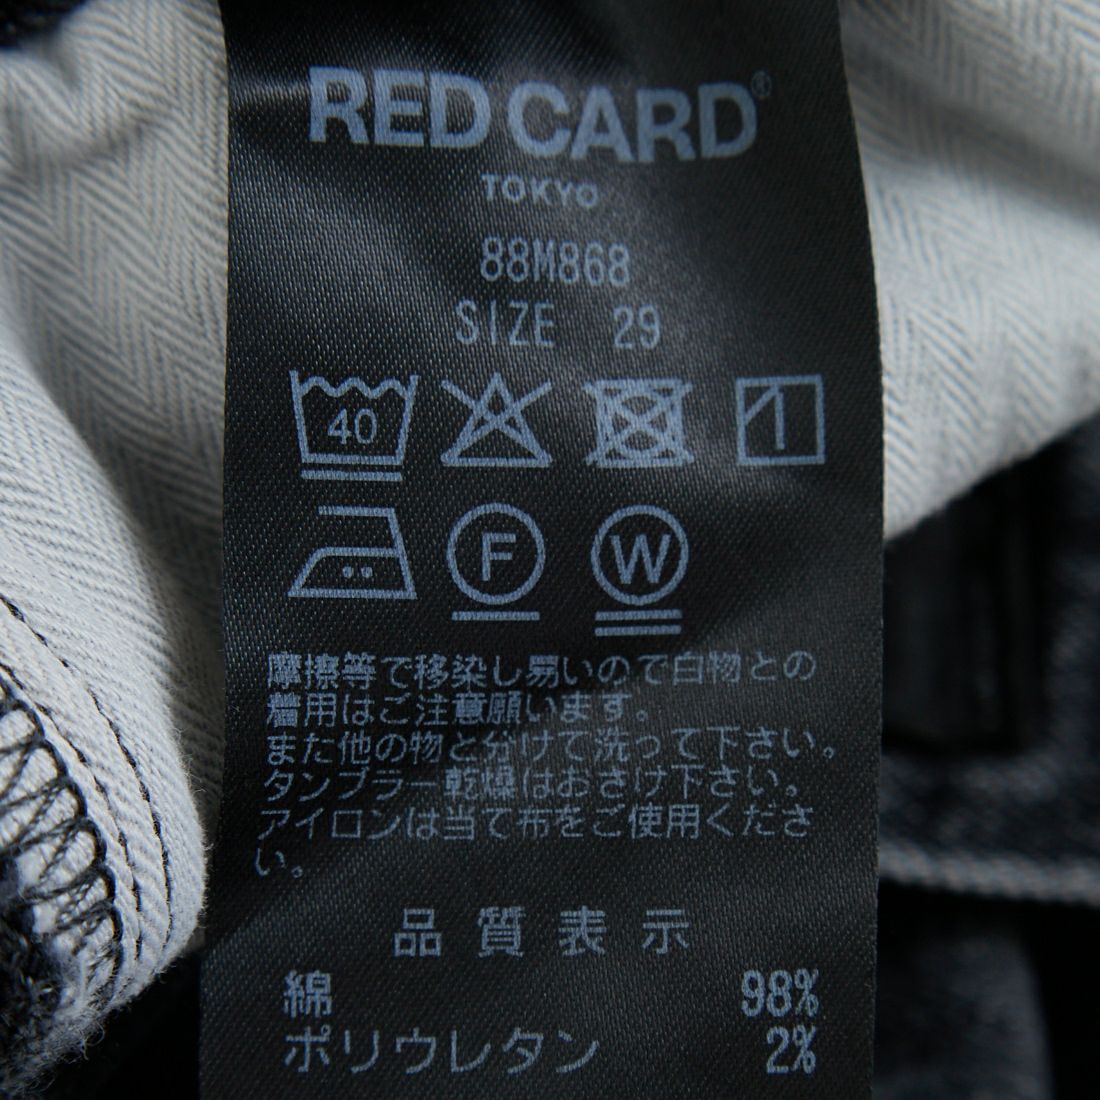 RED CARD®
TOKYO
88M868
SIZE 29
40
1
F
W
摩擦等で移染し易いので白物との
着用はご注意願います。
また他の物と分けて洗って下さい。
タンブラー乾燥はおさけ下さい。
アイロンは当て布をご使用くださ
い。
品質表示
綿 98%
ポリウレタン 2%